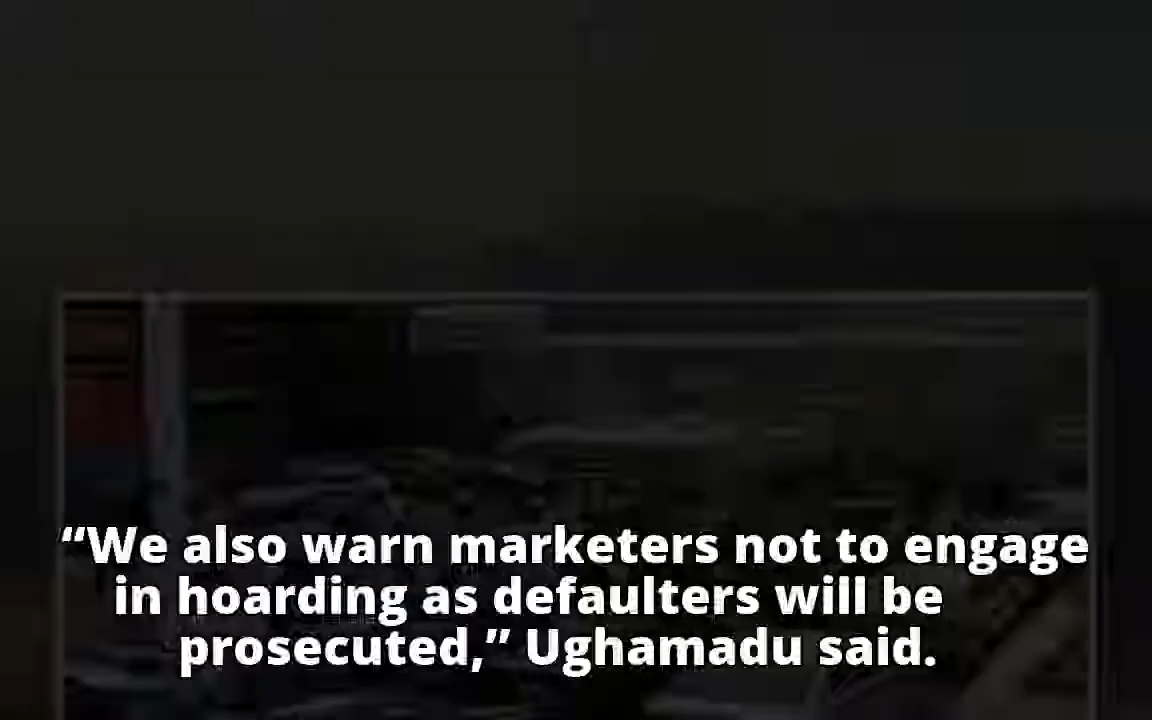 “We also warn marketers not to engage
in hoarding as defaulters will be
prosecuted,” Ughamadu said.